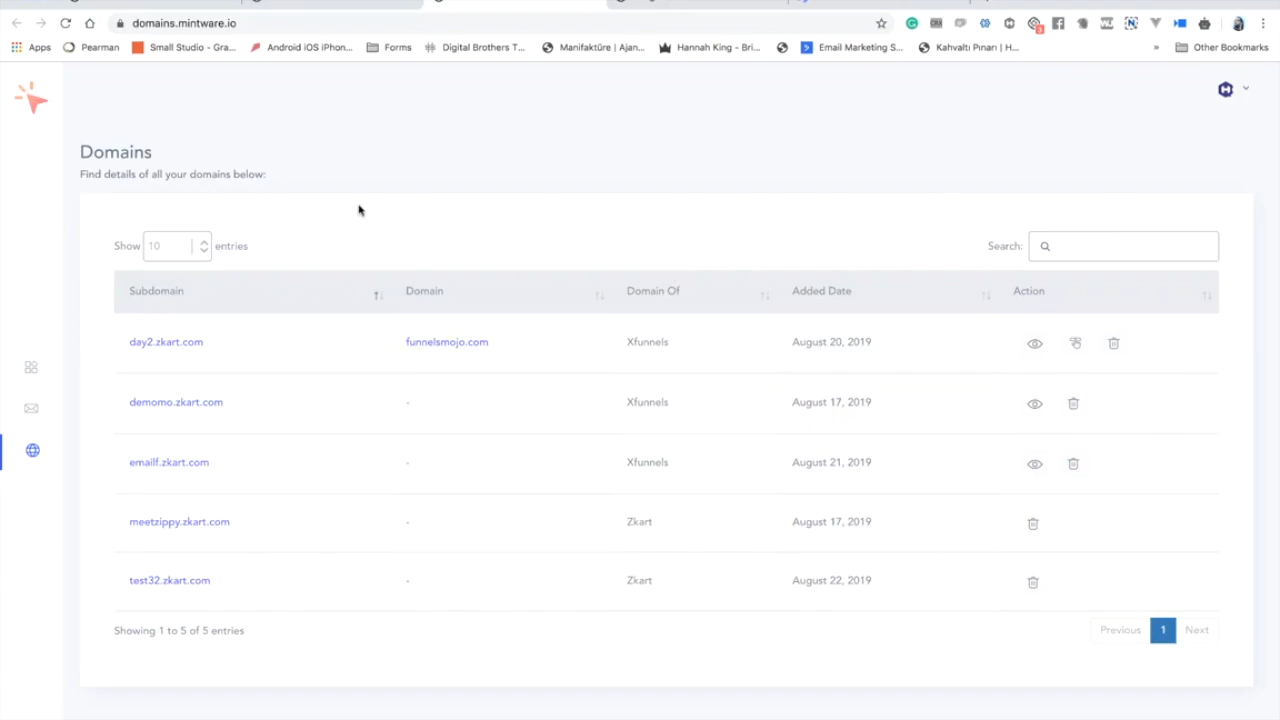 domains.mintware.io
Apps Pearman Small Studio - Gra... Android iOS iPhon... Forms Digital Brothers T... Manifaktüre | Ajan... Hannah King - Bri... Email Marketing S... Kahvaltı Pınarı | H... » Other Bookmarks
Domains
Find details of all your domains below:
Show 10 entries Search:
Subdomain Domain Domain Of Added Date Action
day2.zkart.com funnelsmojo.com Xfunnels August 20, 2019
demomo.zkart.com - Xfunnels August 17, 2019
emailf.zkart.com - Xfunnels August 21, 2019
meetzippy.zkart.com - Zkart August 17, 2019
test32.zkart.com - Zkart August 22, 2019
Showing 1 to 5 of 5 entries Previous 1 Next